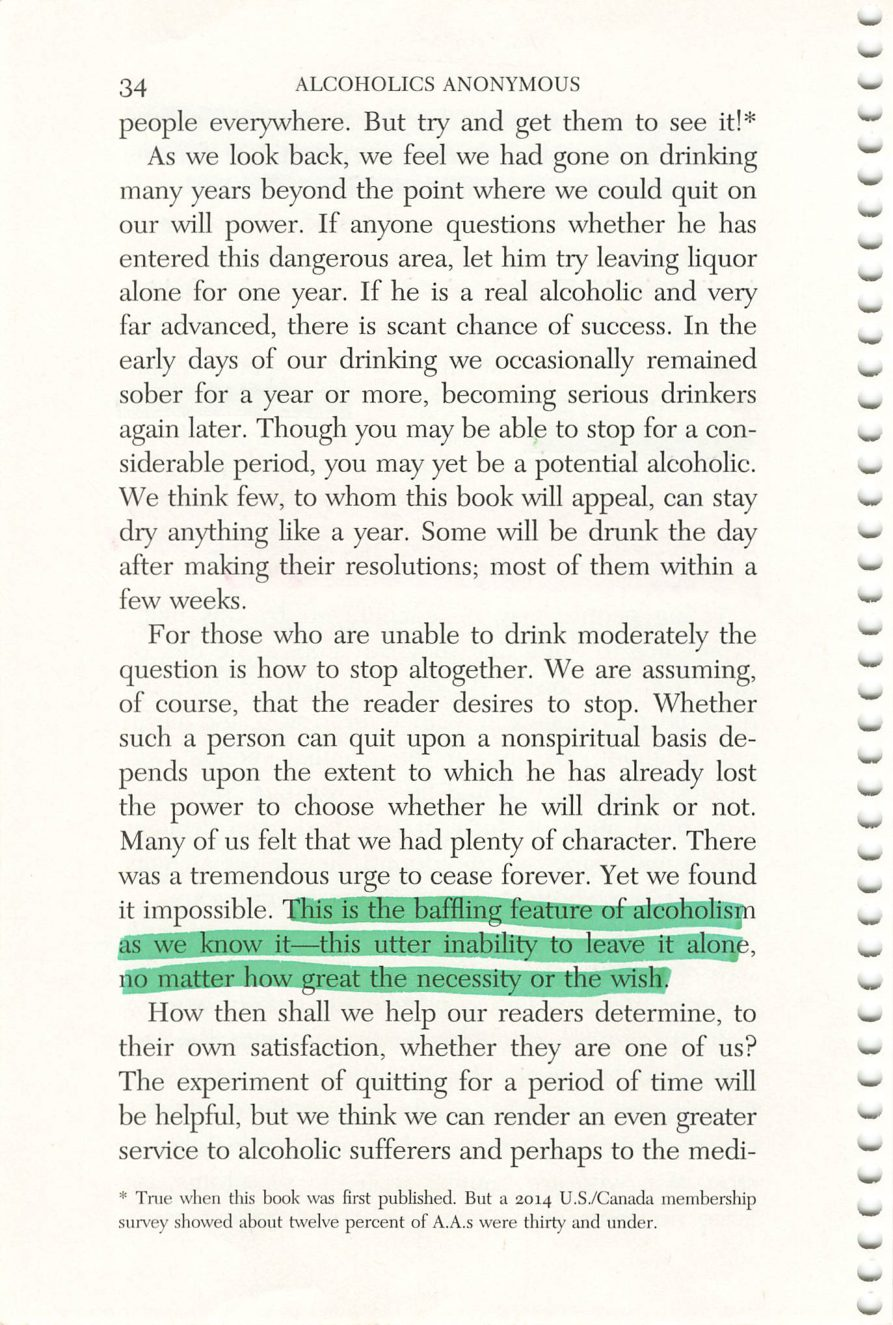 34 ALCOHOLICS ANONYMOUS
people everywhere. But try and get them to see it!*
As we look back, we feel we had gone on drinking
many years beyond the point where we could quit on
our will power. If anyone questions whether he has
entered this dangerous area, let him try leaving liquor
alone for one year. If he is a real alcoholic and very
far advanced, there is scant chance of success. In the
early days of our drinking we occasionally remained
sober for a year or more, becoming serious drinkers
again later. Though you may be able to stop for a con-
siderable period, you may yet be a potential alcoholic.
We think few, to whom this book will appeal, can stay
dry anything like a year. Some will be drunk the day
after making their resolutions; most of them within a
few weeks.
For those who are unable to drink moderately the
question is how to stop altogether. We are assuming,
of course, that the reader desires to stop. Whether
such a person can quit upon a nonspiritual basis de-
pends upon the extent to which he has already lost
the power to choose whether he will drink or not.
Many of us felt that we had plenty of character. There
was a tremendous urge to cease forever. Yet we found
it impossible. This is the baffling feature of alcoholism
as we know it—this utter inability to leave it alone,
no matter how great the necessity or the wish.
How then shall we help our readers determine, to
their own satisfaction, whether they are one of us?
The experiment of quitting for a period of time will
be helpful, but we think we can render an even greater
service to alcoholic sufferers and perhaps to the medi-
* True when this book was first published. But a 2014 U.S./Canada membership
survey showed about twelve percent of A.A.s were thirty and under.